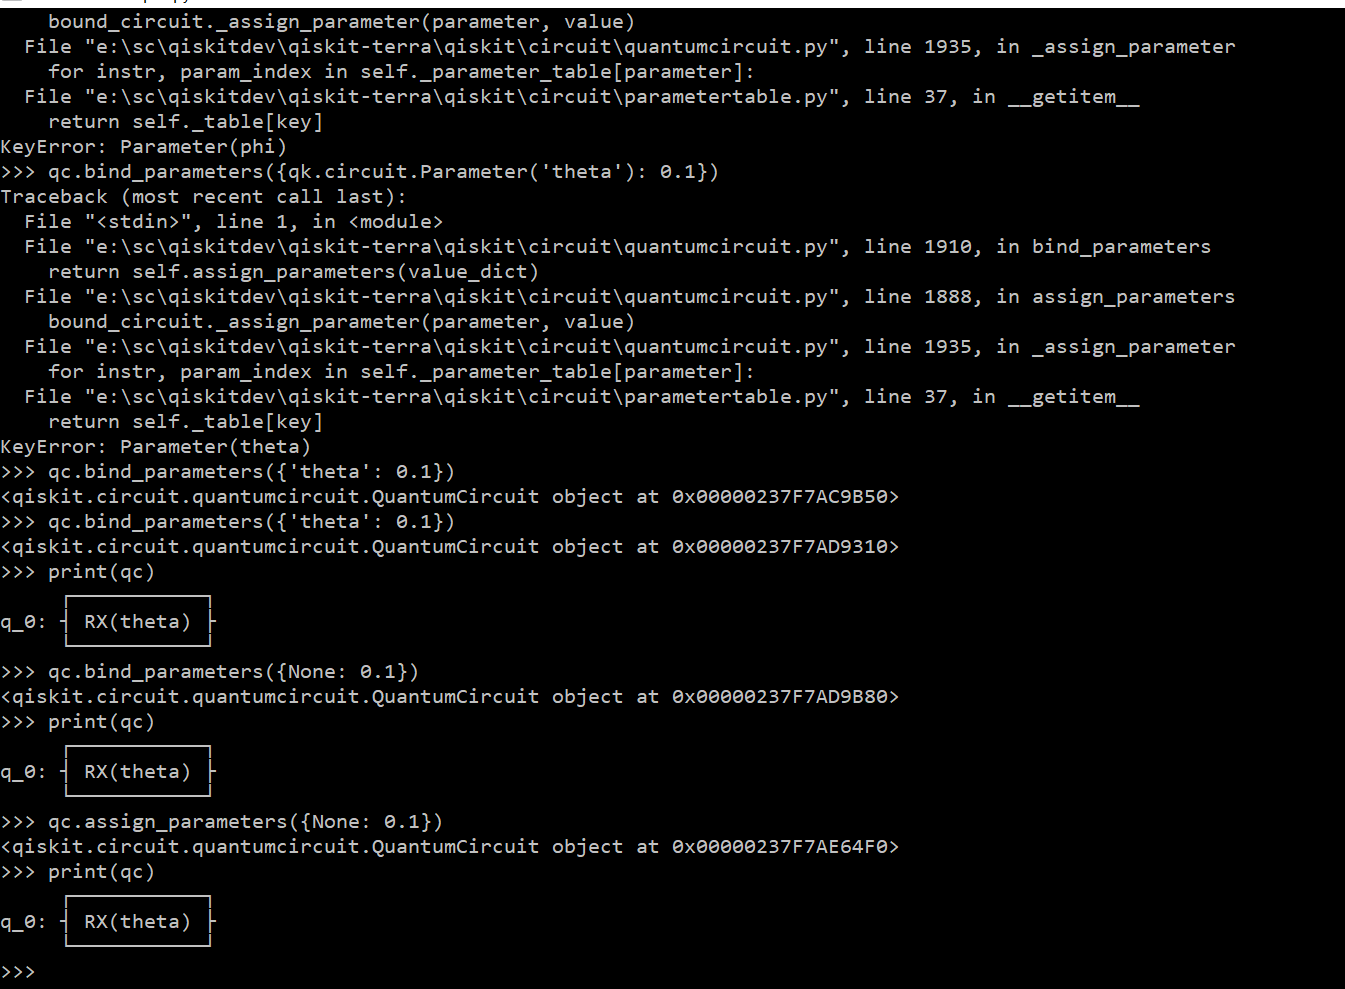 bound_circuit._assign_parameter(parameter, value)
File "e:\sc\qiskitdev\qiskit-terra\qiskit\circuit\quantumcircuit.py", line 1935, in _assign_parameter
for instr, param_index in self._parameter_table[parameter]:
File "e:\sc\qiskitdev\qiskit-terra\qiskit\circuit\parametertable.py", line 37, in __getitem__
return self._table[key]
KeyError: Parameter(phi)
>>> qc.bind_parameters({qk.circuit.Parameter('theta'): 0.1})
Traceback (most recent call last):
File "<stdin>", line 1, in <module>
File "e:\sc\qiskitdev\qiskit-terra\qiskit\circuit\quantumcircuit.py", line 1910, in bind_parameters
return self.assign_parameters(value_dict)
File "e:\sc\qiskitdev\qiskit-terra\qiskit\circuit\quantumcircuit.py", line 1888, in assign_parameters
bound_circuit._assign_parameter(parameter, value)
File "e:\sc\qiskitdev\qiskit-terra\qiskit\circuit\quantumcircuit.py", line 1935, in _assign_parameter
for instr, param_index in self._parameter_table[parameter]:
File "e:\sc\qiskitdev\qiskit-terra\qiskit\circuit\parametertable.py", line 37, in __getitem__
return self._table[key]
KeyError: Parameter(theta)
>>> qc.bind_parameters({'theta': 0.1})
<qiskit.circuit.quantumcircuit.QuantumCircuit object at 0x00000237F7AC9B50>
>>> qc.bind_parameters({'theta': 0.1})
<qiskit.circuit.quantumcircuit.QuantumCircuit object at 0x00000237F7AD9310>
>>> print(qc)
q_0: ┤ RX(theta) ├
>>> qc.bind_parameters({None: 0.1})
<qiskit.circuit.quantumcircuit.QuantumCircuit object at 0x00000237F7AD9B80>
>>> print(qc)
q_0: ┤ RX(theta) ├
>>> qc.assign_parameters({None: 0.1})
<qiskit.circuit.quantumcircuit.QuantumCircuit object at 0x00000237F7AE64F0>
>>> print(qc)
q_0: ┤ RX(theta) ├
>>>